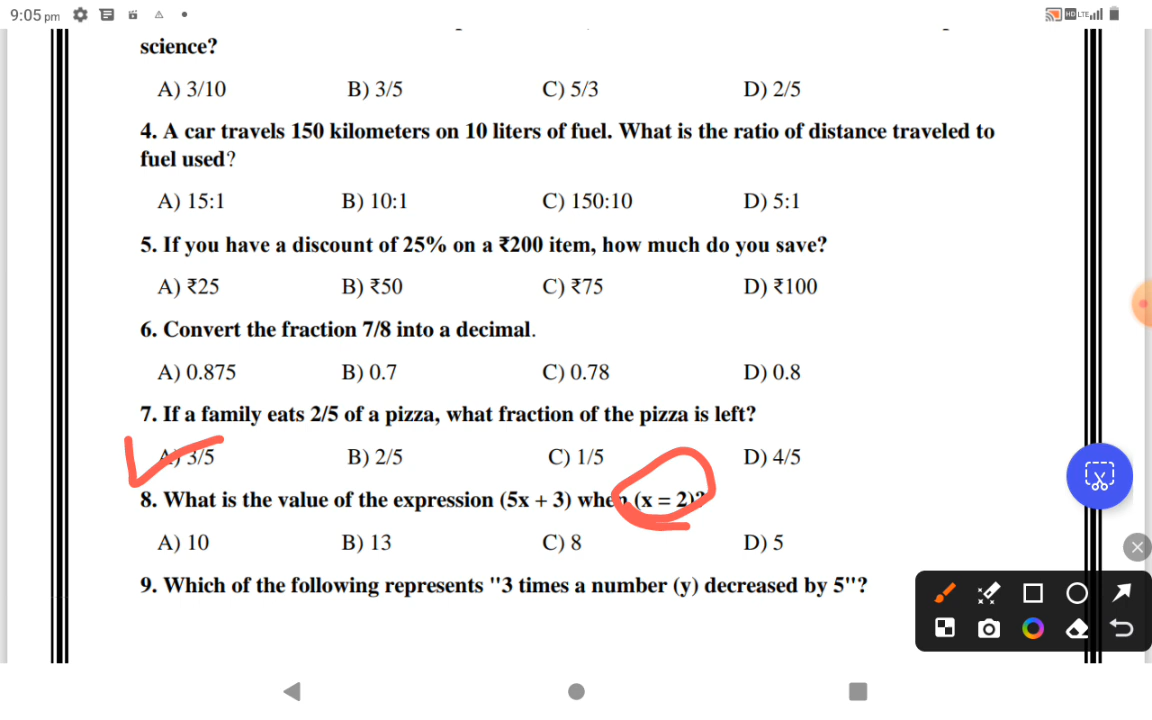 9:05 pm
HD LTE
science?
A) 3/10 B) 3/5 C) 5/3 D) 2/5
4. A car travels 150 kilometers on 10 liters of fuel. What is the ratio of distance traveled to
fuel used?
A) 15:1 B) 10:1 C) 150:10 D) 5:1
5. If you have a discount of 25% on a ₹200 item, how much do you save?
A) ₹25 B) ₹50 C) ₹75 D) ₹100
6. Convert the fraction 7/8 into a decimal.
A) 0.875 B) 0.7 C) 0.78 D) 0.8
7. If a family eats 2/5 of a pizza, what fraction of the pizza is left?
A) 3/5 B) 2/5 C) 1/5 D) 4/5
8. What is the value of the expression (5x + 3) when (x = 2)?
A) 10 B) 13 C) 8 D) 5
9. Which of the following represents "3 times a number (y) decreased by 5"?